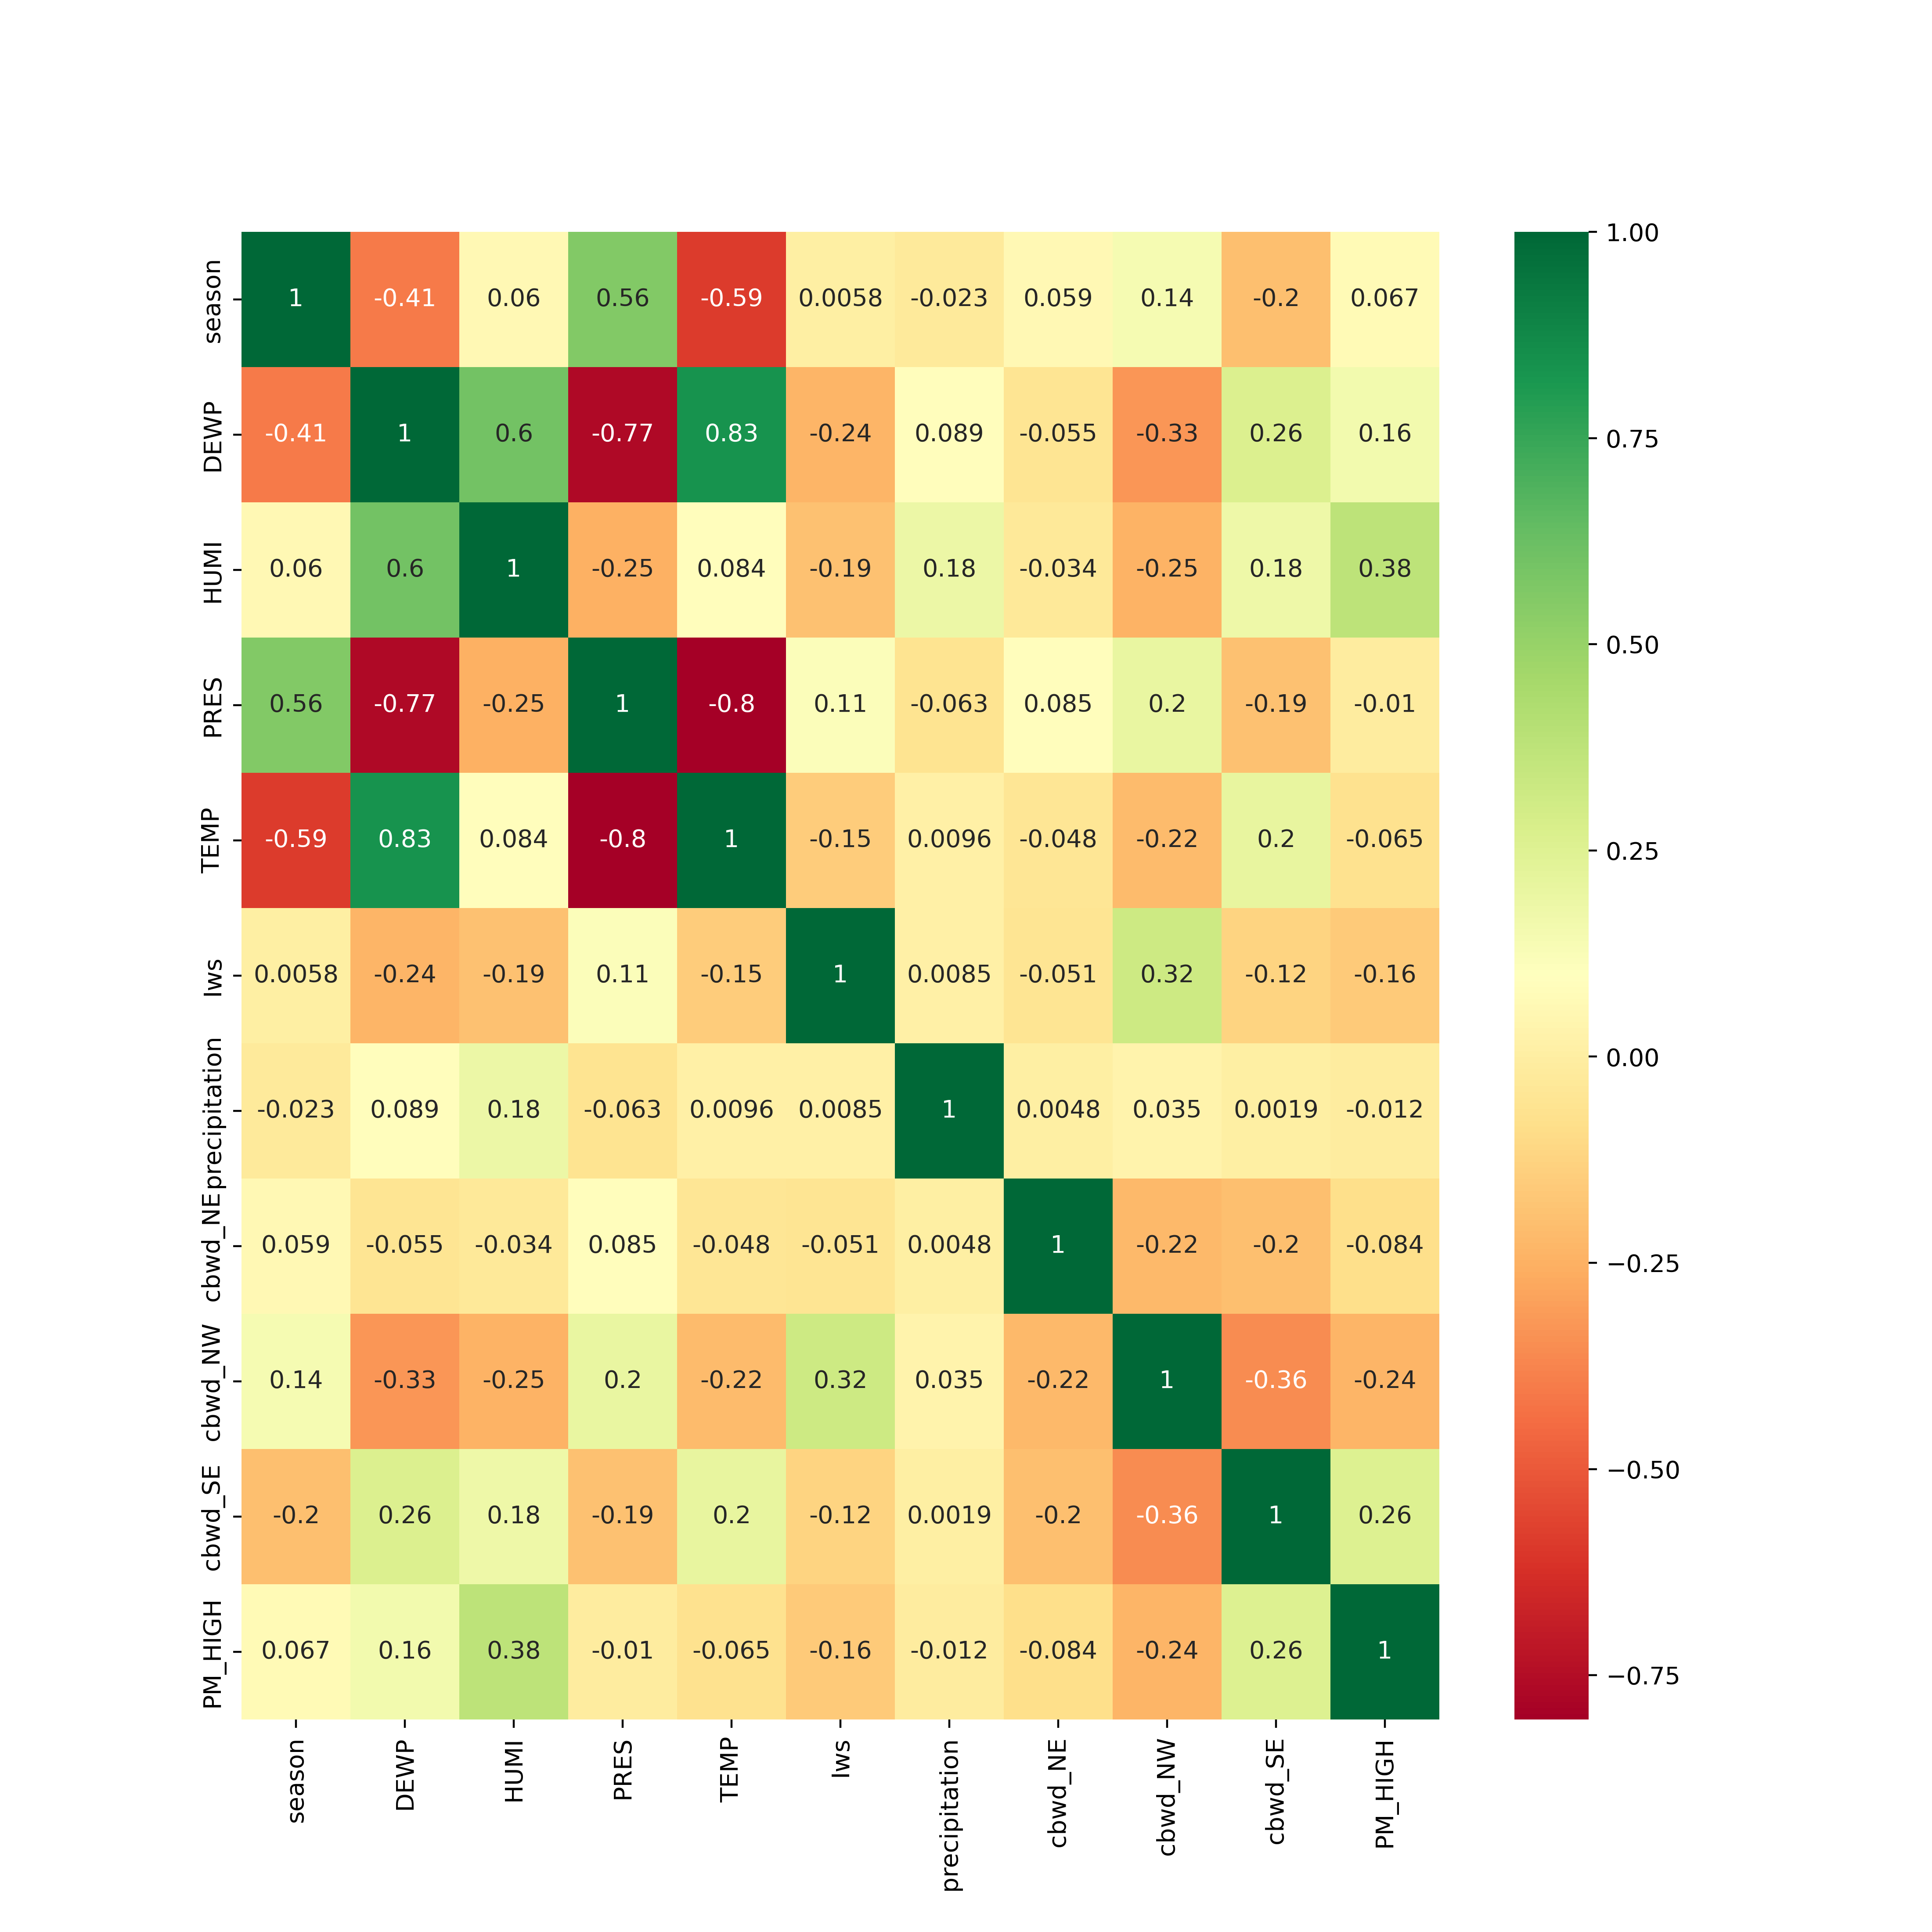 season 1 -0.41 0.06 0.56 -0.59 0.0058 -0.023 0.059 0.14 -0.2 0.067
DEWP -0.41 1 0.6 -0.77 0.83 -0.24 0.089 -0.055 -0.33 0.26 0.16
HUMI 0.06 0.6 1 -0.25 0.084 -0.19 0.18 -0.034 -0.25 0.18 0.38
PRES 0.56 -0.77 -0.25 1 -0.8 0.11 -0.063 0.085 0.2 -0.19 -0.01
TEMP -0.59 0.83 0.084 -0.8 1 -0.15 0.0096 -0.048 -0.22 0.2 -0.065
Iws 0.0058 -0.24 -0.19 0.11 -0.15 1 0.0085 -0.051 0.32 -0.12 -0.16
precipitation -0.023 0.089 0.18 -0.063 0.0096 0.0085 1 0.0048 0.035 0.0019 -0.012
cbwd_NE 0.059 -0.055 -0.034 0.085 -0.048 -0.051 0.0048 1 -0.22 -0.2 -0.084
cbwd_NW 0.14 -0.33 -0.25 0.2 -0.22 0.32 0.035 -0.22 1 -0.36 -0.24
cbwd_SE -0.2 0.26 0.18 -0.19 0.2 -0.12 0.0019 -0.2 -0.36 1 0.26
PM_HIGH 0.067 0.16 0.38 -0.01 -0.065 -0.16 -0.012 -0.084 -0.24 0.26 1
season DEWP HUMI PRES TEMP Iws precipitation cbwd_NE cbwd_NW cbwd_SE PM_HIGH
1.00
0.75
0.50
0.25
0.00
−0.25
−0.50
−0.75